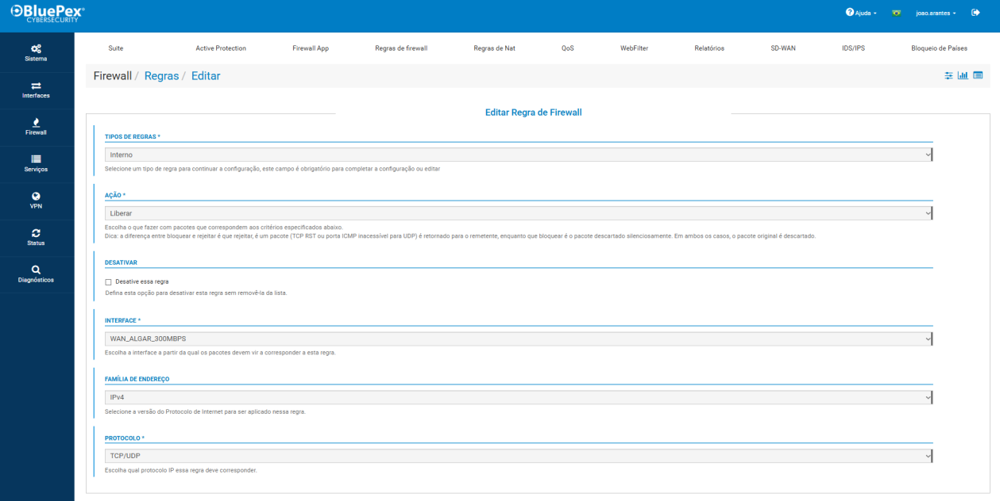 BluePex®
CYBERSECURITY
Ajuda
joao.arantes
Sistema
Interfaces
Firewall
Serviços
VPN
Status
Diagnósticos
Suite Active Protection Firewall App Regras de firewall Regras de Nat QoS WebFilter Relatórios SD-WAN IDS/IPS Bloqueio de Países
Firewall / Regras / Editar
Editar Regra de Firewall
TIPOS DE REGRAS *
Interno
Selecione um tipo de regra para continuar a configuração, este campo é obrigatório para completar a configuração ou editar
AÇÃO *
Liberar
Escolha o que fazer com pacotes que correspondem aos critérios especificados abaixo.
Dica: a diferença entre bloquear e rejeitar é que rejeitar, é um pacote (TCP RST ou porta ICMP inacessível para UDP) é retornado para o remetente, enquanto que bloquear é o pacote descartado silenciosamente. Em ambos os casos, o pacote original é descartado.
DESATIVAR
Desative essa regra
Defina esta opção para desativar esta regra sem removê-la da lista.
INTERFACE *
WAN_ALGAR_300MBPS
Escolha a interface a partir da qual os pacotes devem vir a corresponder a esta regra.
FAMÍLIA DE ENDEREÇO
IPv4
Selecione a versão do Protocolo de Internet para ser aplicado nessa regra.
PROTOCOLO *
TCP/UDP
Escolha qual protocolo IP essa regra deve corresponder.